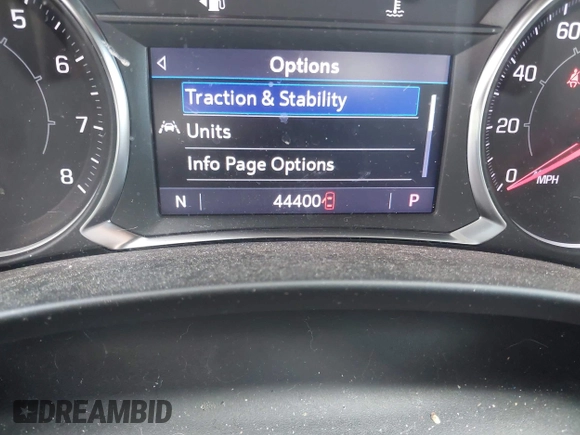 Options
Traction & Stability
Units
Info Page Options
N 44400 P
5
6
7
8
60
40
20
0
MPH
DREAMBID